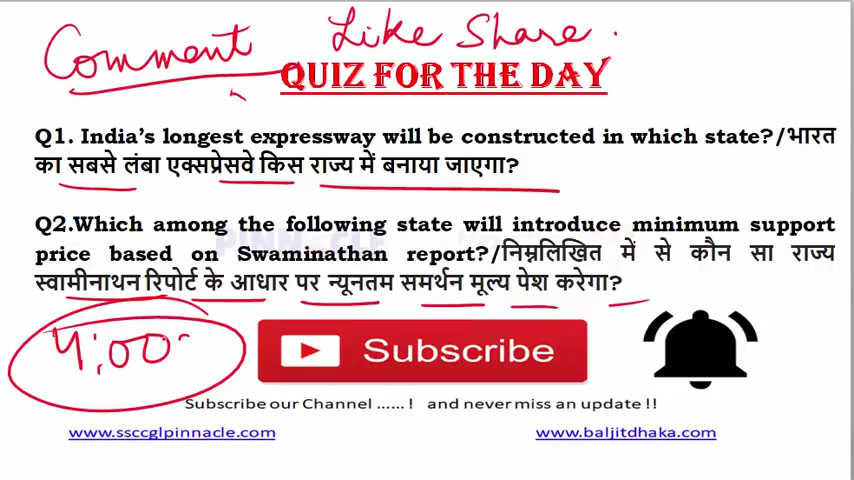 Comment Like Share.
QUIZ FOR THE DAY
Q1. India's longest expressway will be constructed in which state?/भारत
का सबसे लंबा एक्सप्रेसवे किस राज्य में बनाया जाएगा?
Q2.Which among the following state will introduce minimum support
price based on Swaminathan report?/निम्नलिखित में से कौन सा राज्य
स्वामीनाथन रिपोर्ट के आधार पर न्यूनतम समर्थन मूल्य पेश करेगा?
PINNACLE
4:00
Subscribe
Subscribe our Channel ...... ! and never miss an update !!
www.ssccglpinnacle.com www.baljitdhaka.com